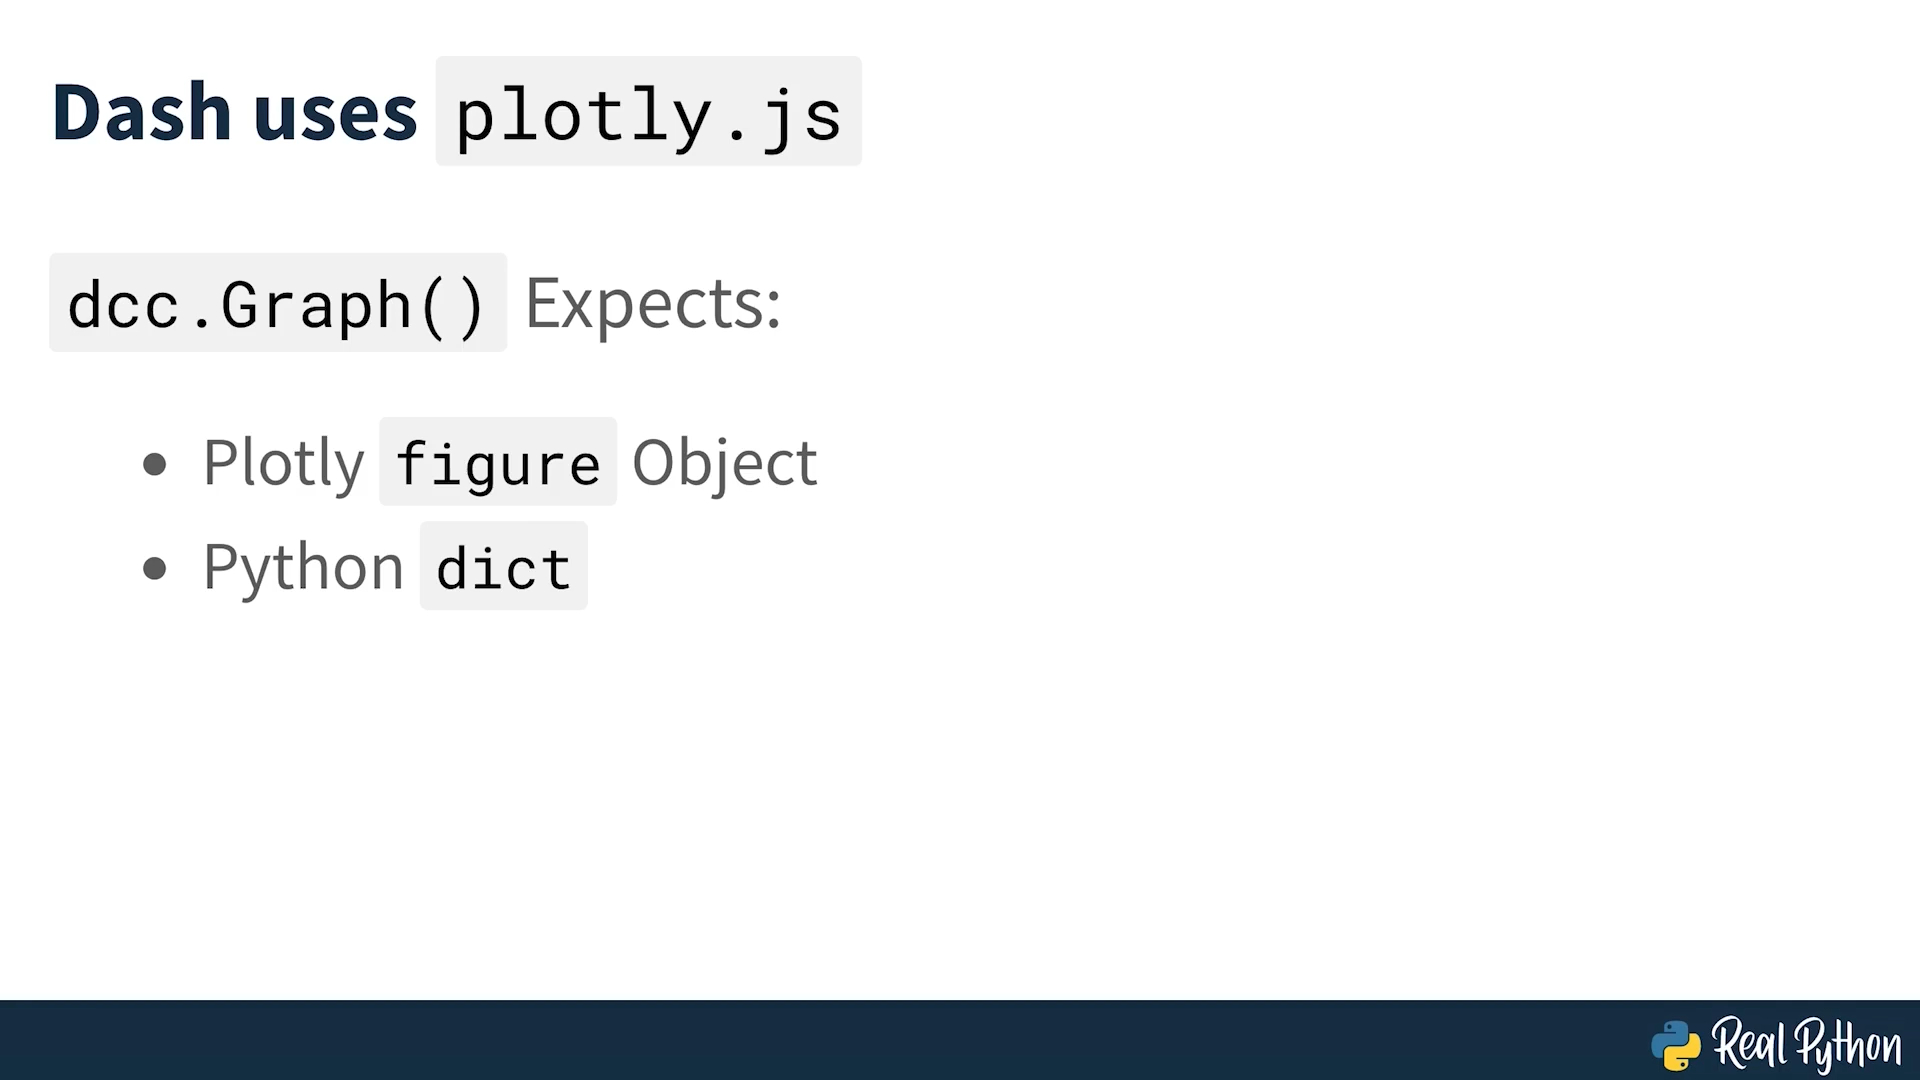 Dash uses plotly.js
dcc.Graph() Expects:
• Plotly figure Object
• Python dict
Real Python